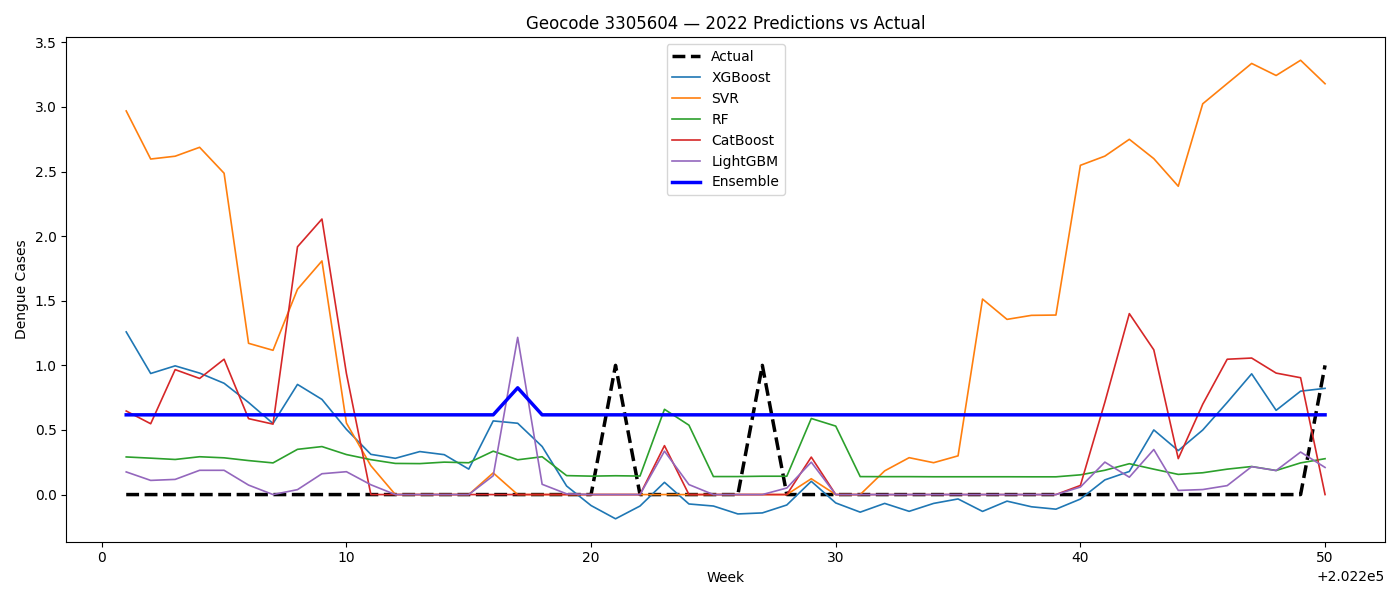 Geocode 3305604 — 2022 Predictions vs Actual
Dengue Cases
3.5
3.0
2.5
2.0
1.5
1.0
0.5
0.0
Actual
XGBoost
SVR
RF
CatBoost
LightGBM
Ensemble
0 10 20 30 40 50
+2.022e5
Week